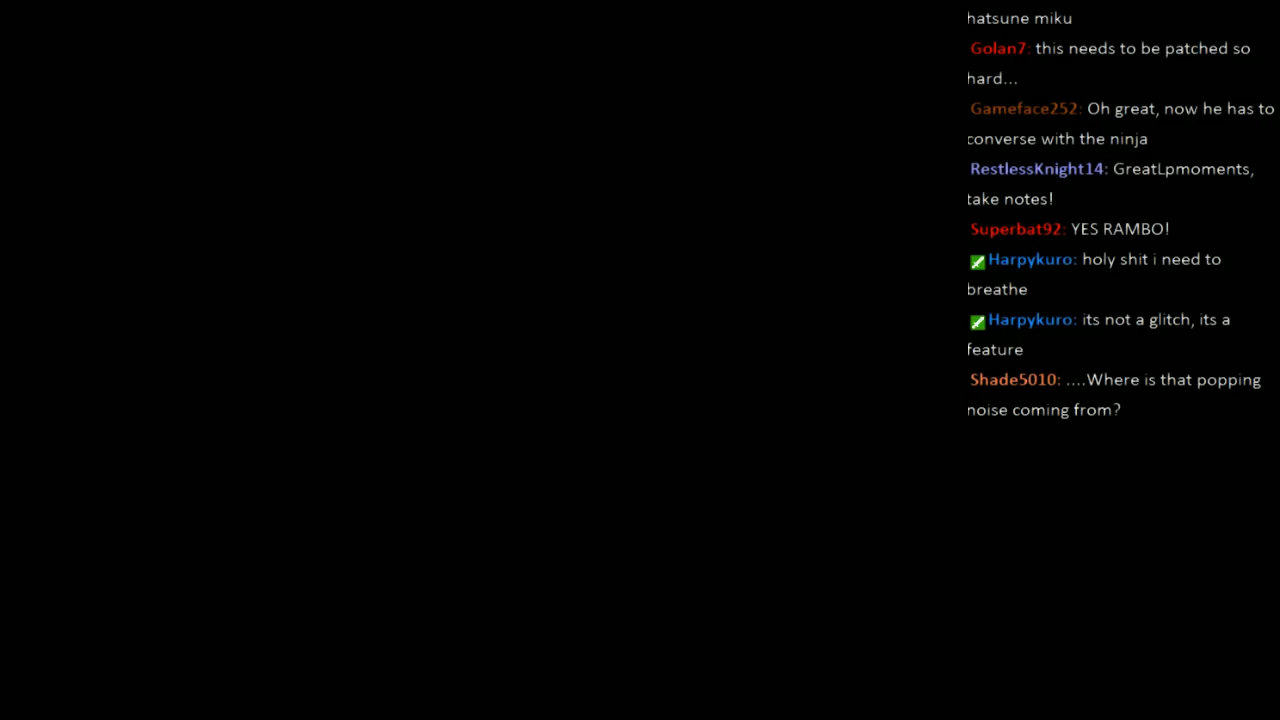 hatsune miku
Golan7: this needs to be patched so
hard...
Gameface252: Oh great, now he has to
converse with the ninja
RestlessKnight14: GreatLpmoments,
take notes!
Superbat92: YES RAMBO!
Harpykuro: holy shit i need to
breathe
Harpykuro: its not a glitch, its a
feature
Shade5010: ....Where is that popping
noise coming from?